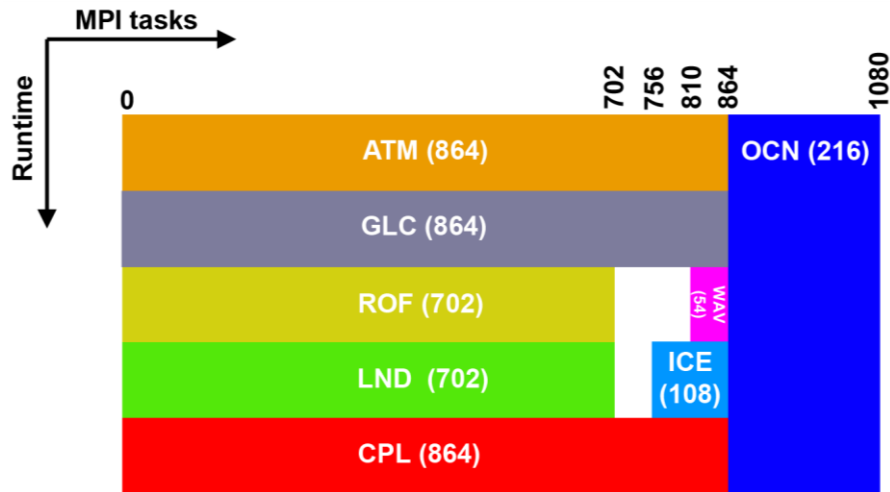 MPI tasks
Runtime
0
702
756
810
864
1080
ATM (864)
OCN (216)
GLC (864)
ROF (702)
WAV
(54)
LND (702)
ICE
(108)
CPL (864)